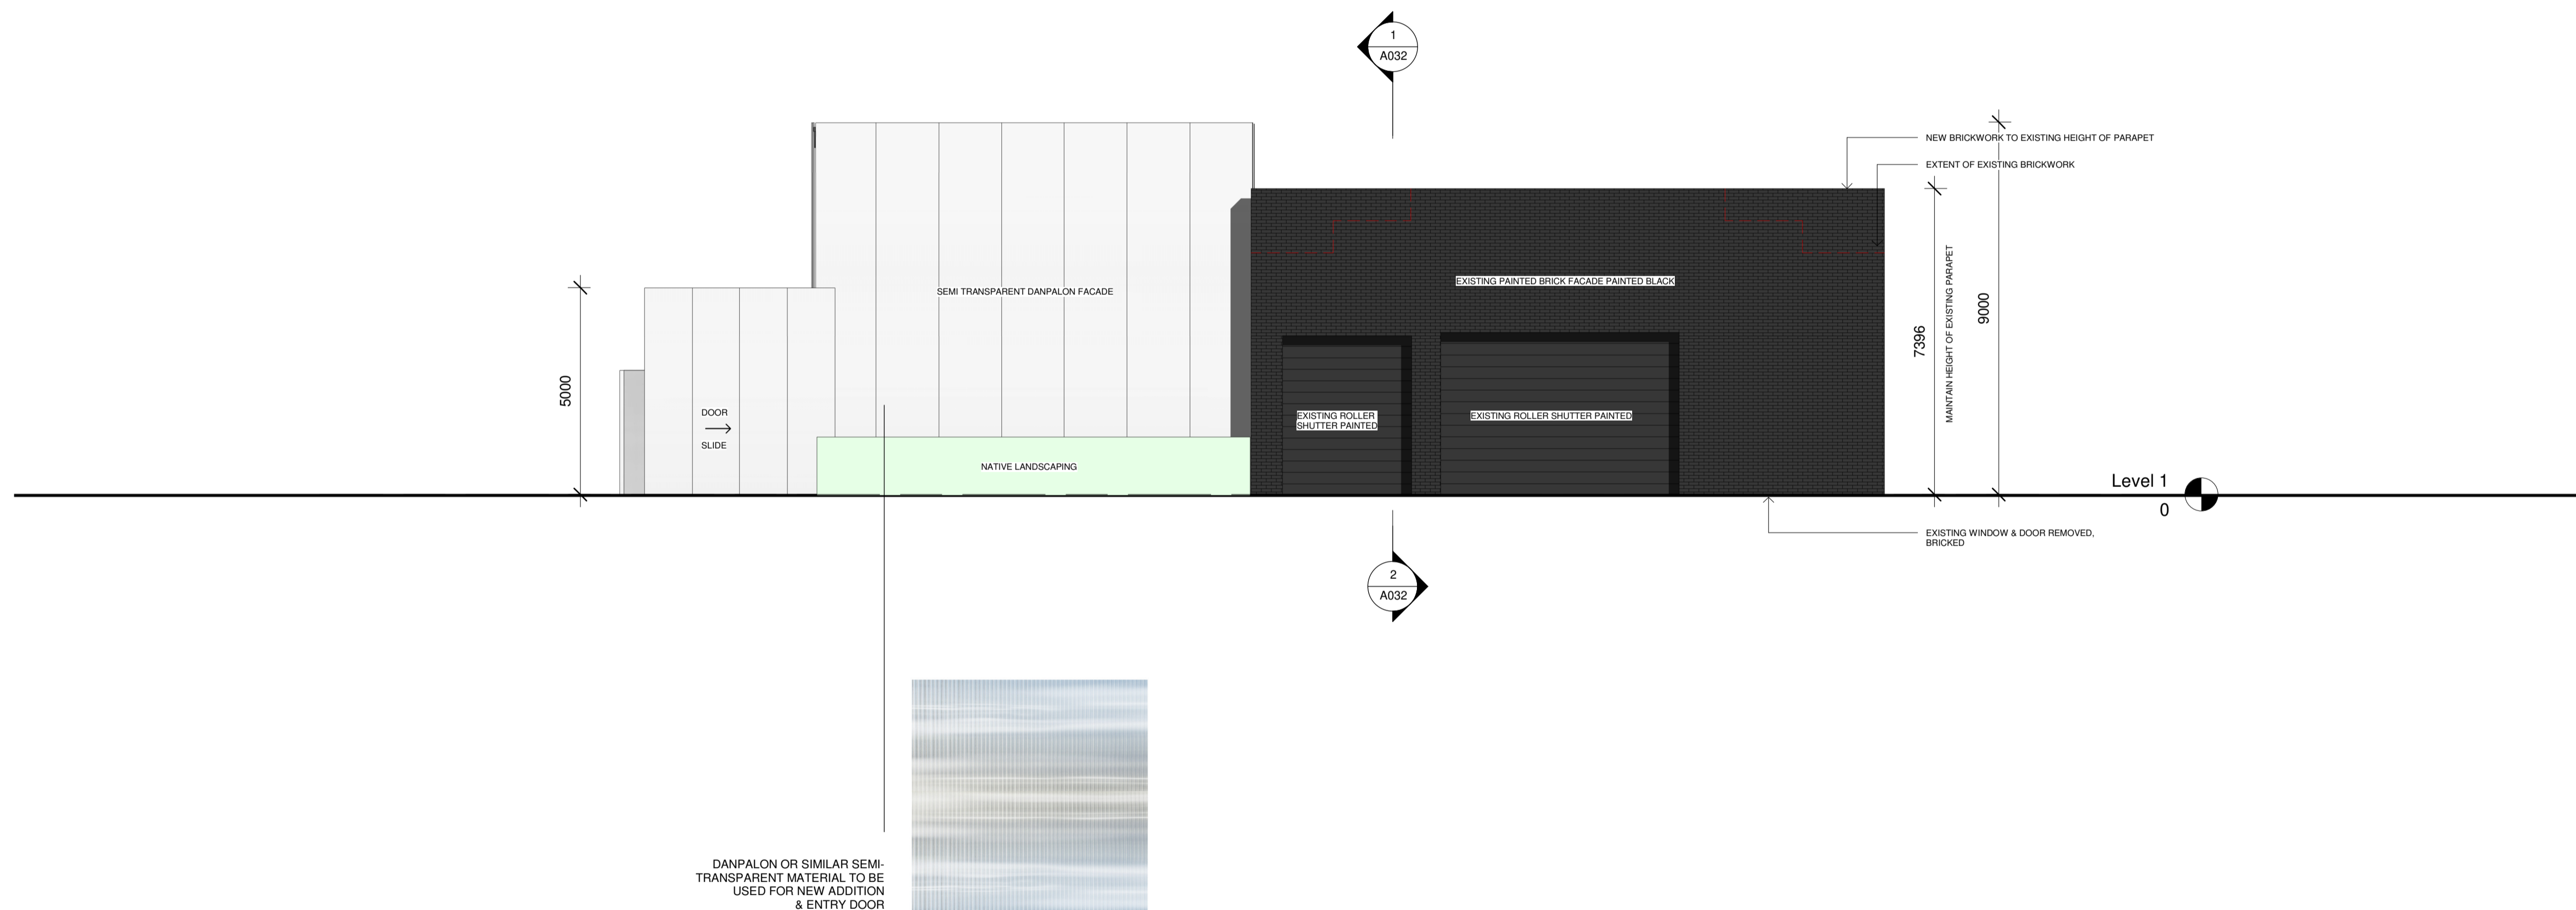 1
A032
NEW BRICKWORK TO EXISTING HEIGHT OF PARAPET
EXTENT OF EXISTING BRICKWORK
SEMI TRANSPARENT DANPALON FACADE
EXISTING PAINTED BRICK FACADE PAINTED BLACK
5000
7396
MAINTAIN HEIGHT OF EXISTING PARAPET
9000
DOOR
SLIDE
EXISTING ROLLER
SHUTTER PAINTED
EXISTING ROLLER SHUTTER PAINTED
NATIVE LANDSCAPING
Level 1
0
EXISTING WINDOW & DOOR REMOVED,
BRICKED
2
A032
DANPALON OR SIMILAR SEMI-
TRANSPARENT MATERIAL TO BE
USED FOR NEW ADDITION
& ENTRY DOOR